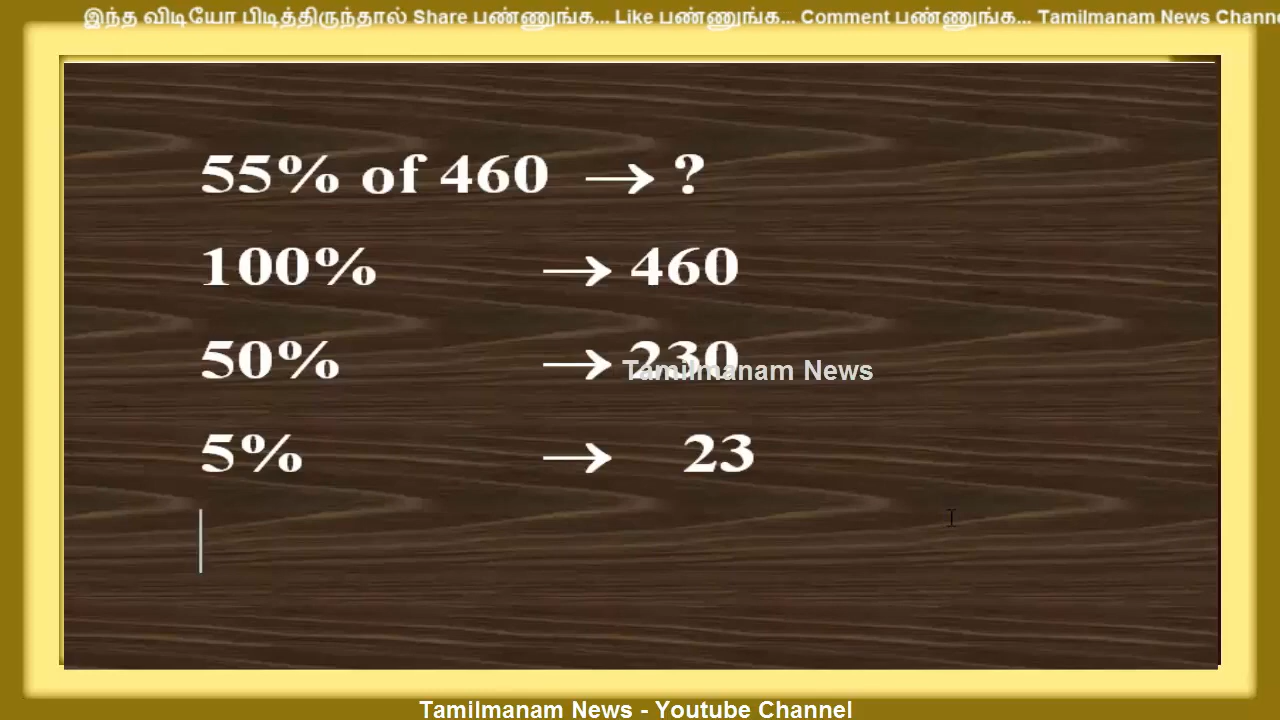 இந்த விடியோ பிடித்திருந்தால் Share பண்ணுங்க... Like பண்ணுங்க... Comment பண்ணுங்க... Tamilmanam News Channe
55% of 460 → ?
100% → 460
50% → 230
Tamilmanam News
5% → 23
Tamilmanam News - Youtube Channel